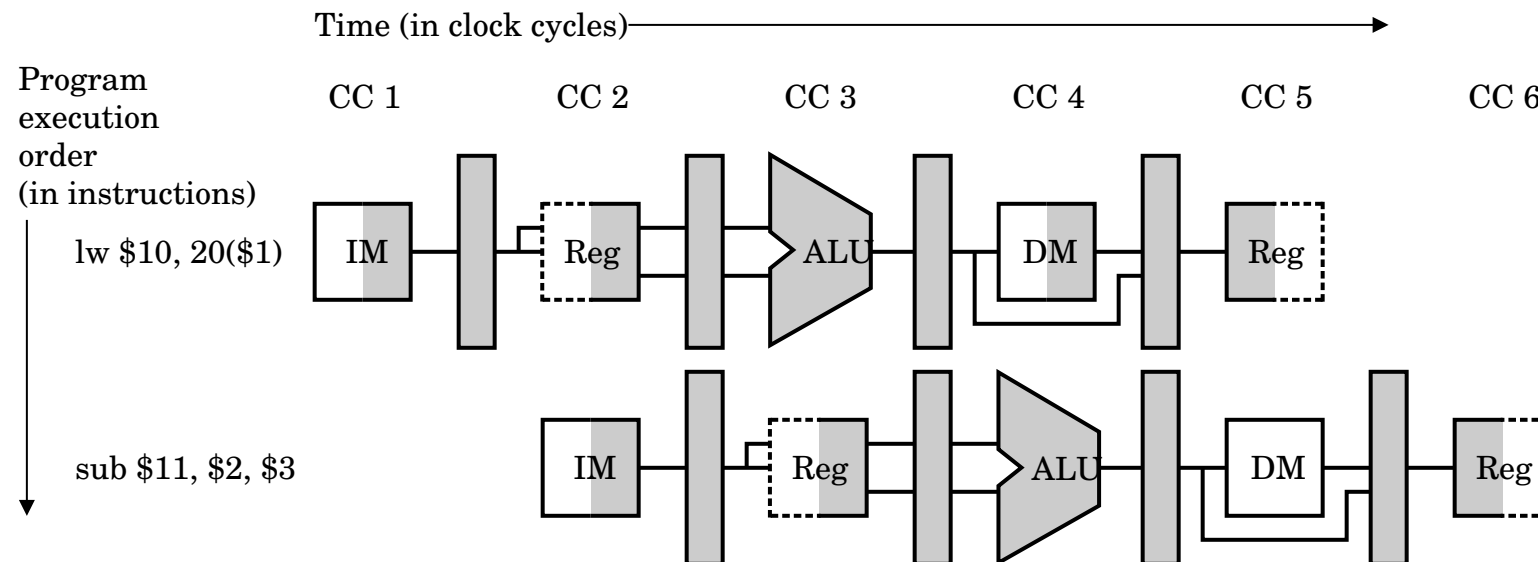 Time (in clock cycles)
Program
execution
order
(in instructions)
CC 1 CC 2 CC 3 CC 4 CC 5 CC 6
lw $10, 20($1) IM Reg ALU DM Reg
sub $11, $2, $3 IM Reg ALU DM Reg